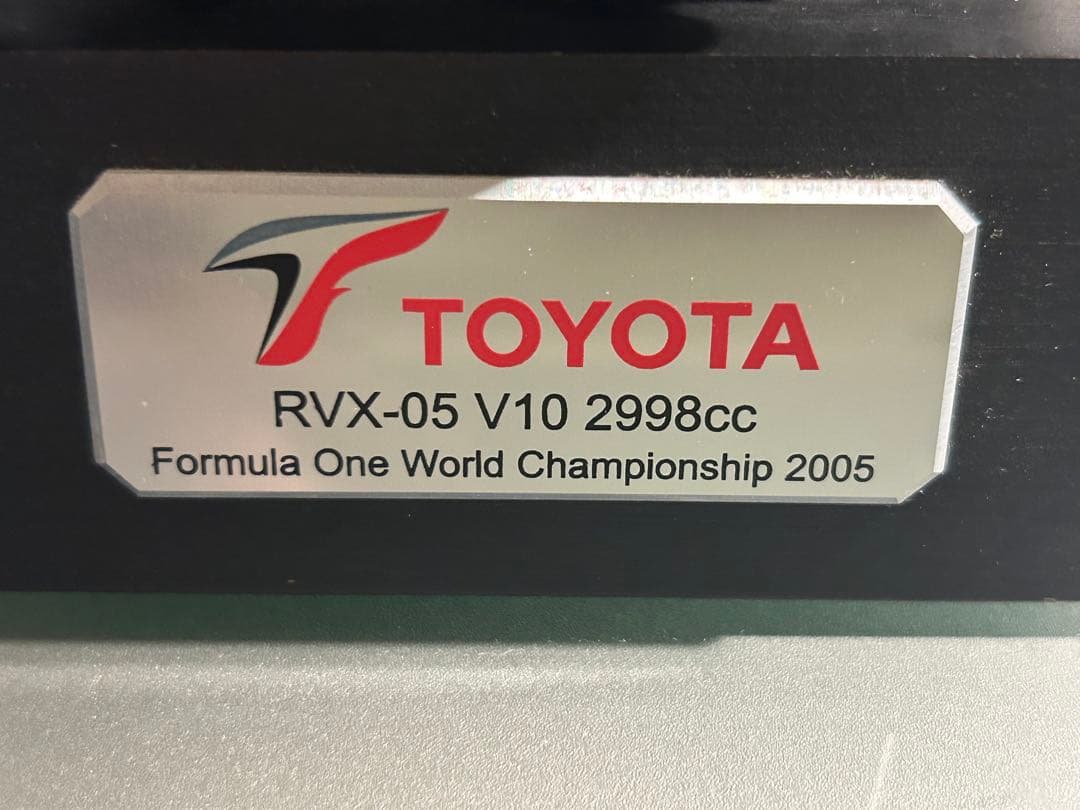 TOYOTA
RVX-05 V10 2998cc
Formula One World Championship 2005